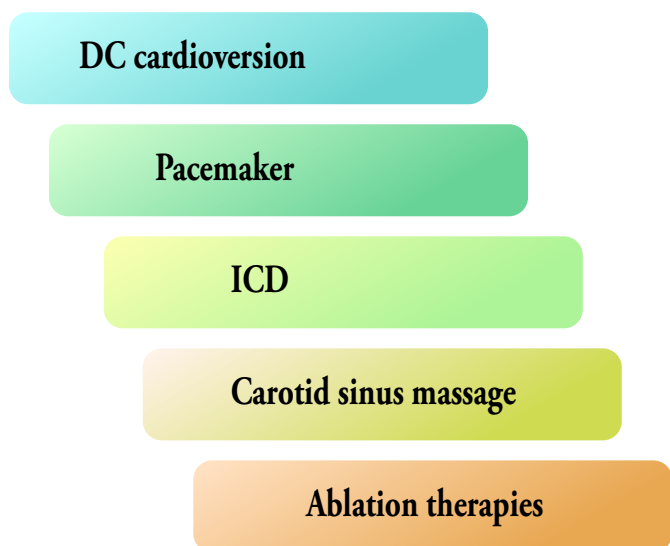 DC cardioversion
Pacemaker
ICD
Carotid sinus massage
Ablation therapies